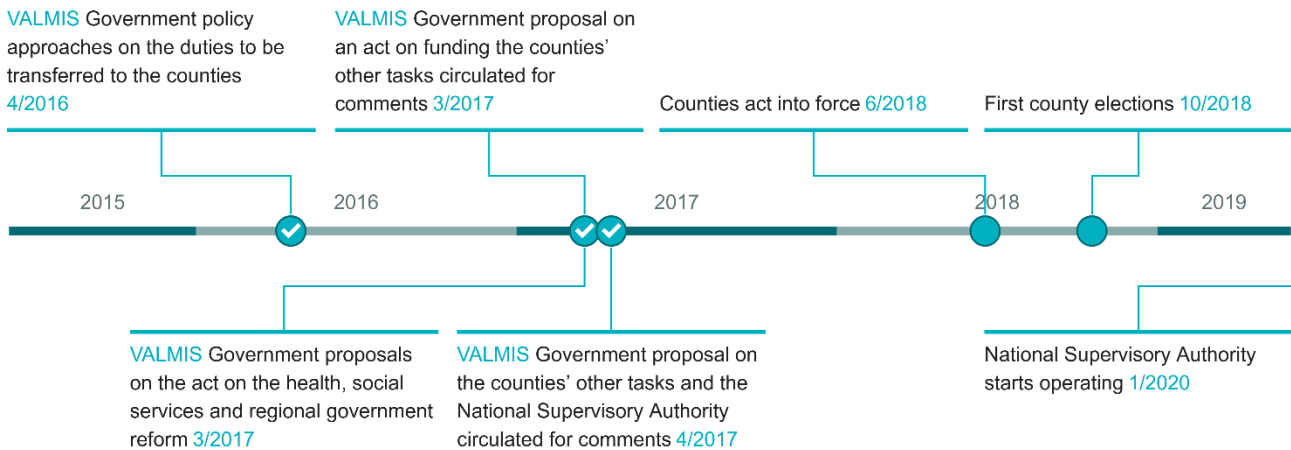 VALMIS Government policy
approaches on the duties to be
transferred to the counties
4/2016
VALMIS Government proposal on
an act on funding the counties'
other tasks circulated for
comments 3/2017
Counties act into force 6/2018
First county elections 10/2018
2015
2016
2017
2018
2019
VALMIS Government proposals
on the act on the health, social
services and regional government
reform 3/2017
VALMIS Government proposal on
the counties' other tasks and the
National Supervisory Authority
circulated for comments 4/2017
National Supervisory Authority
starts operating 1/2020